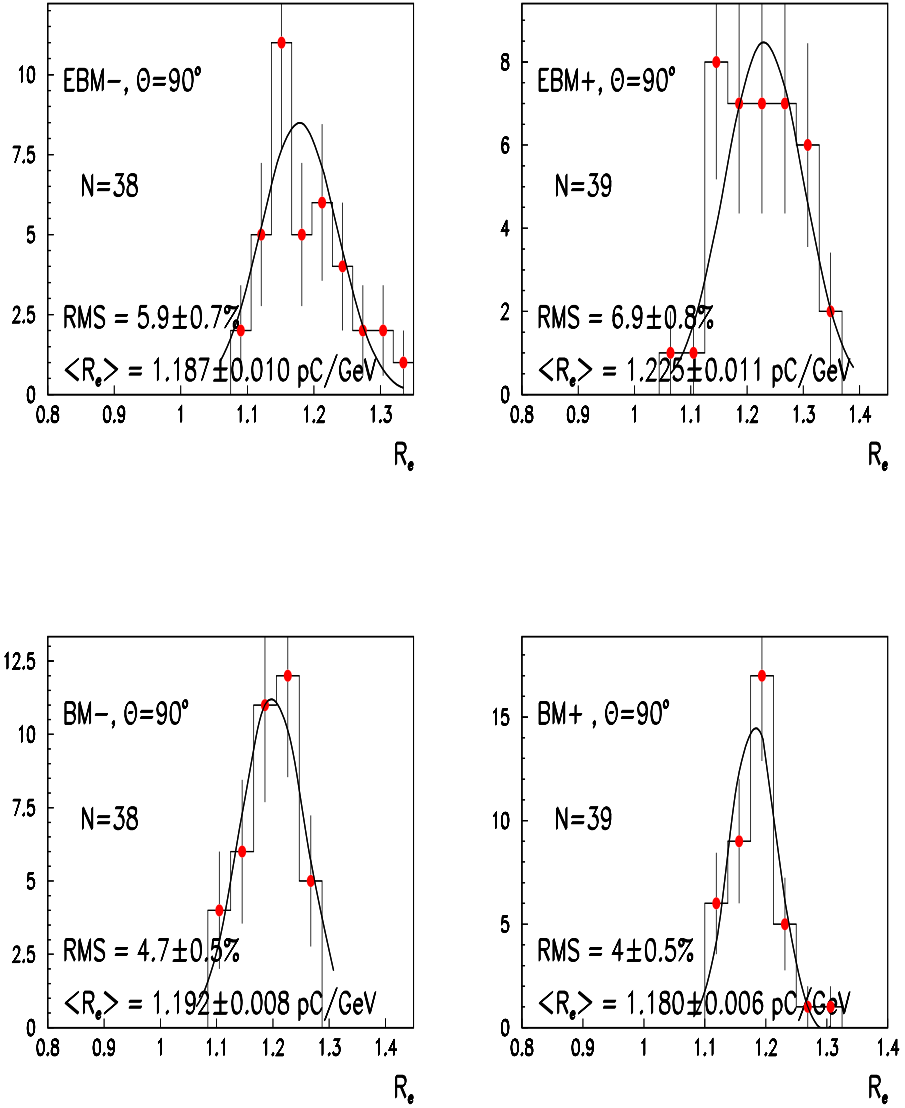 10
7.5
5
2.5
0
EBM−, Θ=90°
N=38
RMS = 5.9±0.7%
<Re> = 1.187±0.010 pC/GeV
0.8 0.9 1 1.1 1.2 1.3
Re
8
6
4
2
0
EBM+, Θ=90°
N=39
RMS = 6.9±0.8%
<Re> = 1.225±0.011 pC/GeV
0.8 0.9 1 1.1 1.2 1.3 1.4
Re
12.5
10
7.5
5
2.5
0
BM−, Θ=90°
N=38
RMS = 4.7±0.5%
<Re> = 1.192±0.008 pC/GeV
0.8 0.9 1 1.1 1.2 1.3 1.4
Re
15
10
5
0
BM+ , Θ=90°
N=39
RMS = 4±0.5%
<Re> = 1.180±0.006 pC/GeV
0.8 0.9 1 1.1 1.2 1.3 1.4
Re